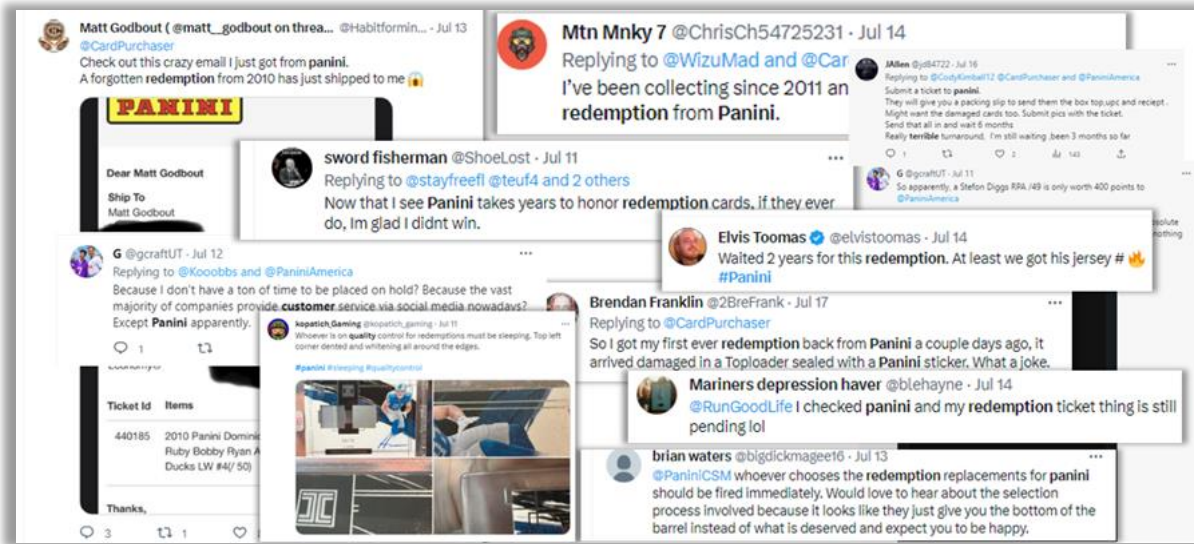 Matt Godbout ( @matt__godbout on threa... @Habitformin... · Jul 13
@CardPurchaser
Check out this crazy email I just got from panini.
A forgotten redemption from 2010 has just shipped to me 😱
PANINI
Dear Matt Godbout
Ship To
Matt Godbout
Mtn Mnky 7 @ChrisCh54725231 · Jul 14
Replying to @WizuMad and @Car
I've been collecting since 2011 an
redemption from Panini.
JAllen @jd84722 · Jul 16
Replying to @CodyKimball12 @CardPurchaser and @PaniniAmerica
Submit a ticket to panini.
They will give you a packing slip to send them the box top,upc and reciept .
Might want the damaged cards too. Submit pics with the ticket.
Send that all in and wait 6 months
Really terrible turnaround, I'm still waiting ,been 3 months so far
1 2 143
sword fisherman @ShoeLost · Jul 11
Replying to @stayfreefl @teuf4 and 2 others
Now that I see Panini takes years to honor redemption cards, if they ever
do, Im glad I didnt win.
G @gcraftUT · Jul 11
So apparently, a Stefon Diggs RPA /49 is only worth 400 points to
@PaniniAmerica
nothing
Elvis Toomas @elvistoomas · Jul 14
Waited 2 years for this redemption. At least we got his jersey # 🔥
#Panini
G @gcraftUT · Jul 12
Replying to @Kooobbs and @PaniniAmerica
Because I don't have a ton of time to be placed on hold? Because the vast
majority of companies provide customer service via social media nowadays?
Except Panini apparently.
1
Brendan Franklin @2BreFrank · Jul 17
Replying to @CardPurchaser
So I got my first ever redemption back from Panini a couple days ago, it
arrived damaged in a Toploader sealed with a Panini sticker. What a joke.
kopatich_Gaming @kopatich_gaming · Jul 11
Whoever is on quality control for redemptions must be sleeping. Top left
corner dented and whitening all around the edges.
#panini #sleeping #qualitycontrol
Mariners depression haver @blehayne · Jul 14
@RunGoodLife I checked panini and my redemption ticket thing is still
pending lol
Ticket Id Items
440185 2010 Panini Dominic
Ruby Bobby Ryan A
Ducks LW #4(/ 50)
Thanks,
3 1
brian waters @bigdickmagee16 · Jul 13
@PaniniCSM whoever chooses the redemption replacements for panini
should be fired immediately. Would love to hear about the selection
process involved because it looks like they just give you the bottom of the
barrel instead of what is deserved and expect you to be happy.